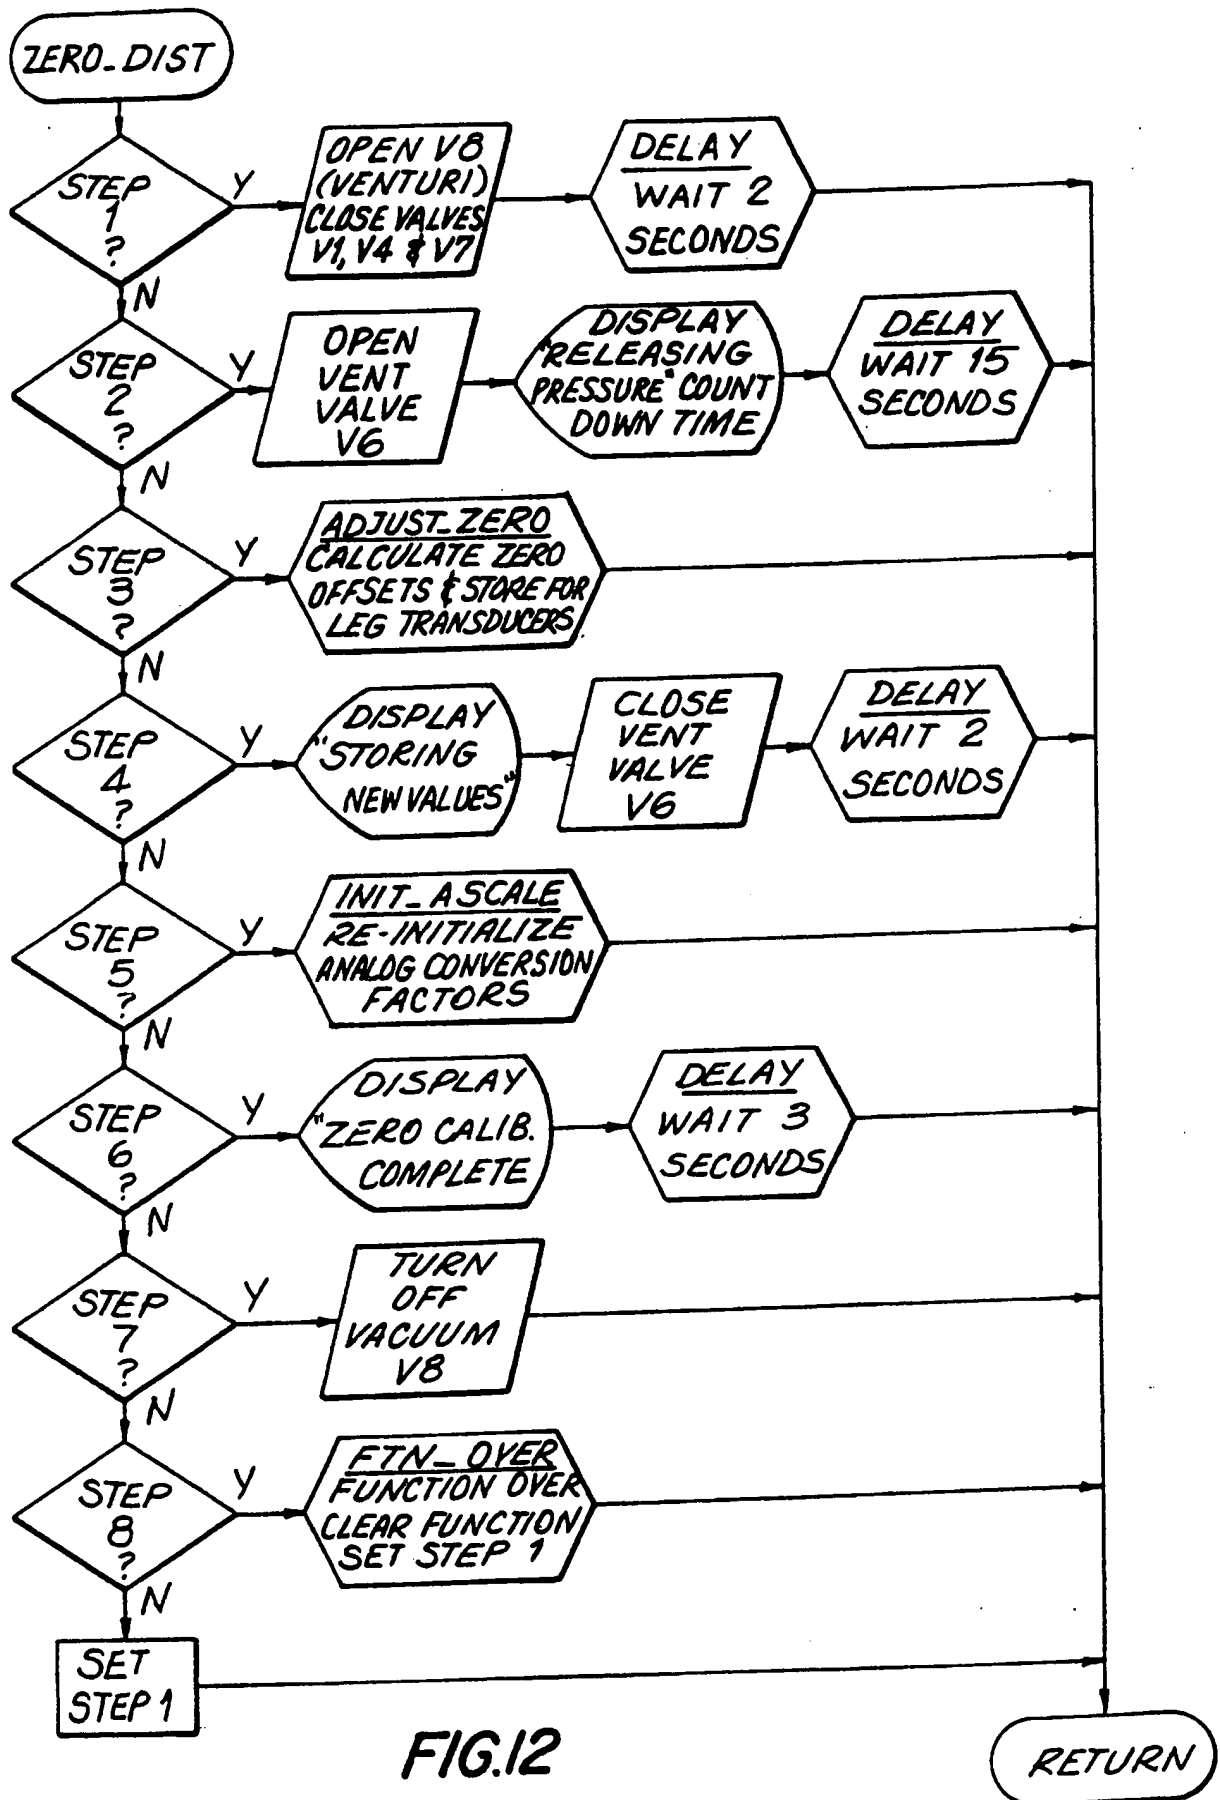 ZERO_DIST
STEP
1
?
Y
OPEN V8
(VENTURI)
CLOSE VALVES
V1, V4 & V7
DELAY
WAIT 2
SECONDS
N
STEP
2
?
Y
OPEN
VENT
VALVE
V6
DISPLAY
"RELEASING
PRESSURE" COUNT
DOWN TIME
DELAY
WAIT 15
SECONDS
N
STEP
3
?
Y
ADJUST_ZERO
CALCULATE ZERO
OFFSETS & STORE FOR
LEG TRANSDUCERS
N
STEP
4
?
Y
DISPLAY
"STORING
NEW VALUES"
CLOSE
VENT
VALVE
V6
DELAY
WAIT 2
SECONDS
N
STEP
5
?
Y
INIT_ASCALE
RE-INITIALIZE
ANALOG CONVERSION
FACTORS
N
STEP
6
?
Y
DISPLAY
"ZERO CALIB.
COMPLETE
DELAY
WAIT 3
SECONDS
N
STEP
7
?
Y
TURN
OFF
VACUUM
V8
N
STEP
8
?
Y
FTN_OVER
FUNCTION OVER
CLEAR FUNCTION
SET STEP 1
N
SET
STEP 1
RETURN
FIG.12